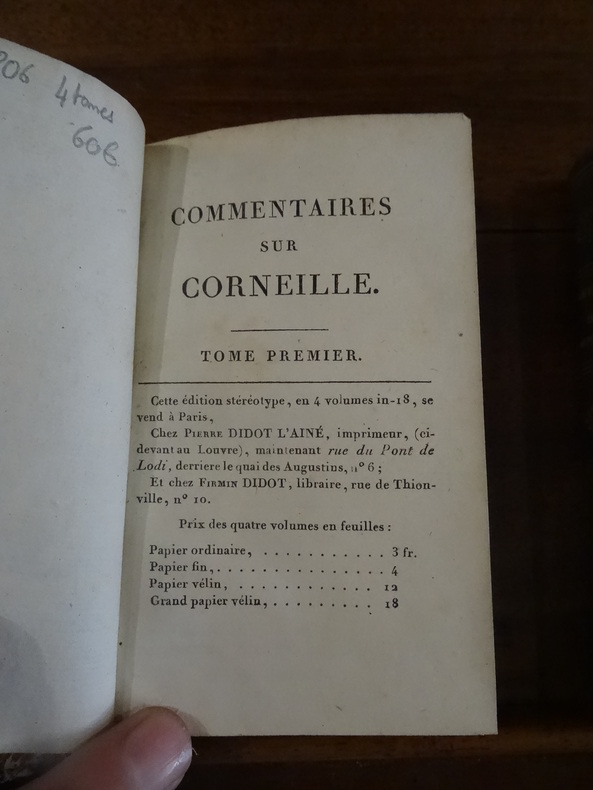 806 4 tomes
606
COMMENTAIRES
SUR
CORNEILLE.
TOME PREMIER.
Cette édition stéréotype, en 4 volumes in-18, se
vend à Paris,
Chez PIERRE DIDOT L'AINÉ, imprimeur, (ci-
devant au Louvre), maintenant rue du Pont de
Lodi, derriere le quai des Augustins, n° 6;
Et chez FIRMIN DIDOT, libraire, rue de Thion-
ville, n° 10.
Prix des quatre volumes en feuilles :
Papier ordinaire, . . . . . . . . . . . 3 fr.
Papier fin, . . . . . . . . . . . . . . . 4
Papier vélin, . . . . . . . . . . . . 12
Grand papier vélin, . . . . . . . . . 18